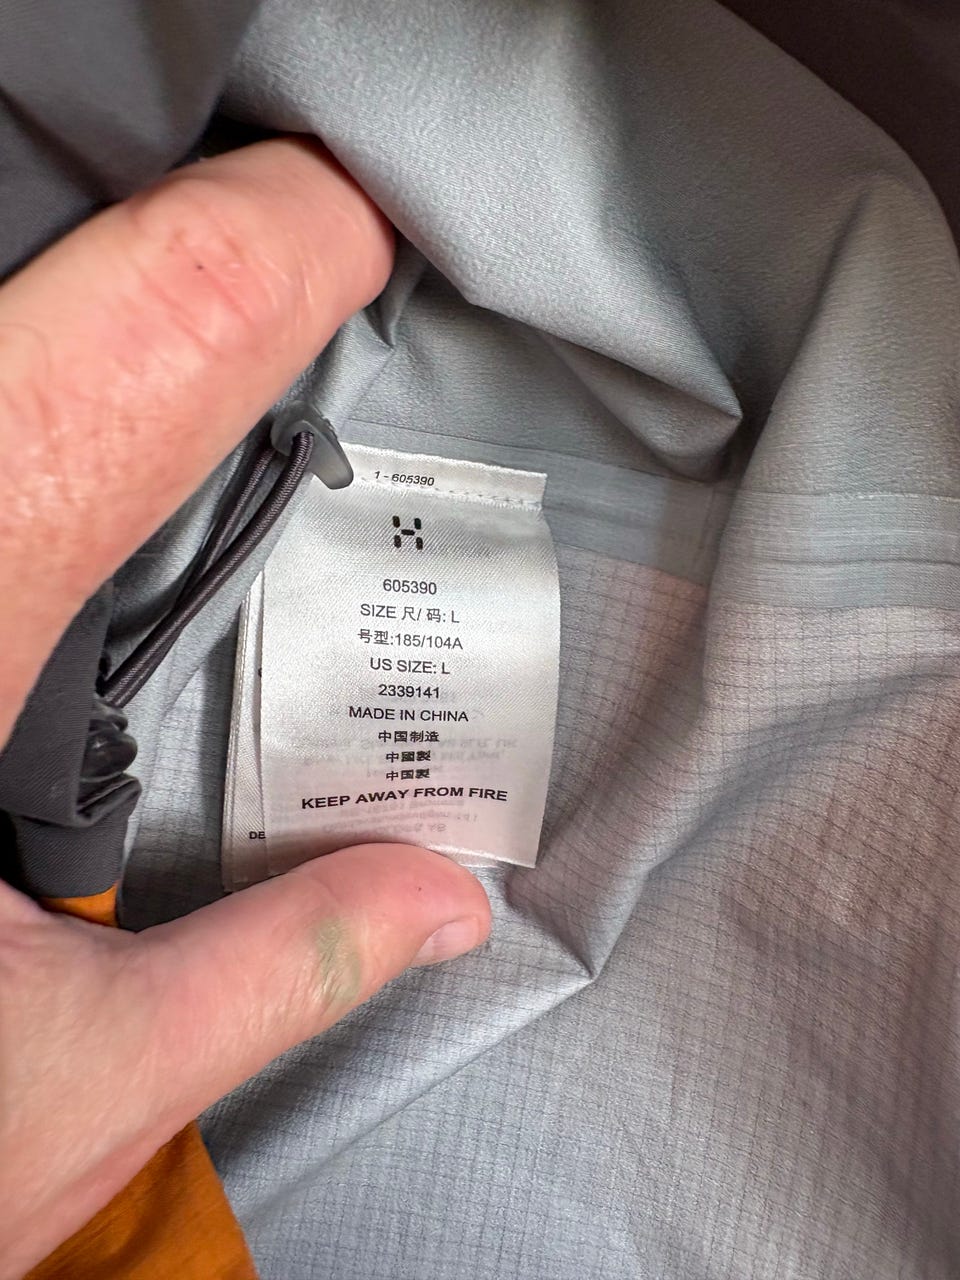 1 - 605390
605390
SIZE 尺/ 码: L
号型:185/104A
US SIZE: L
2339141
MADE IN CHINA
中国制造
中國製
中国製
KEEP AWAY FROM FIRE
DE